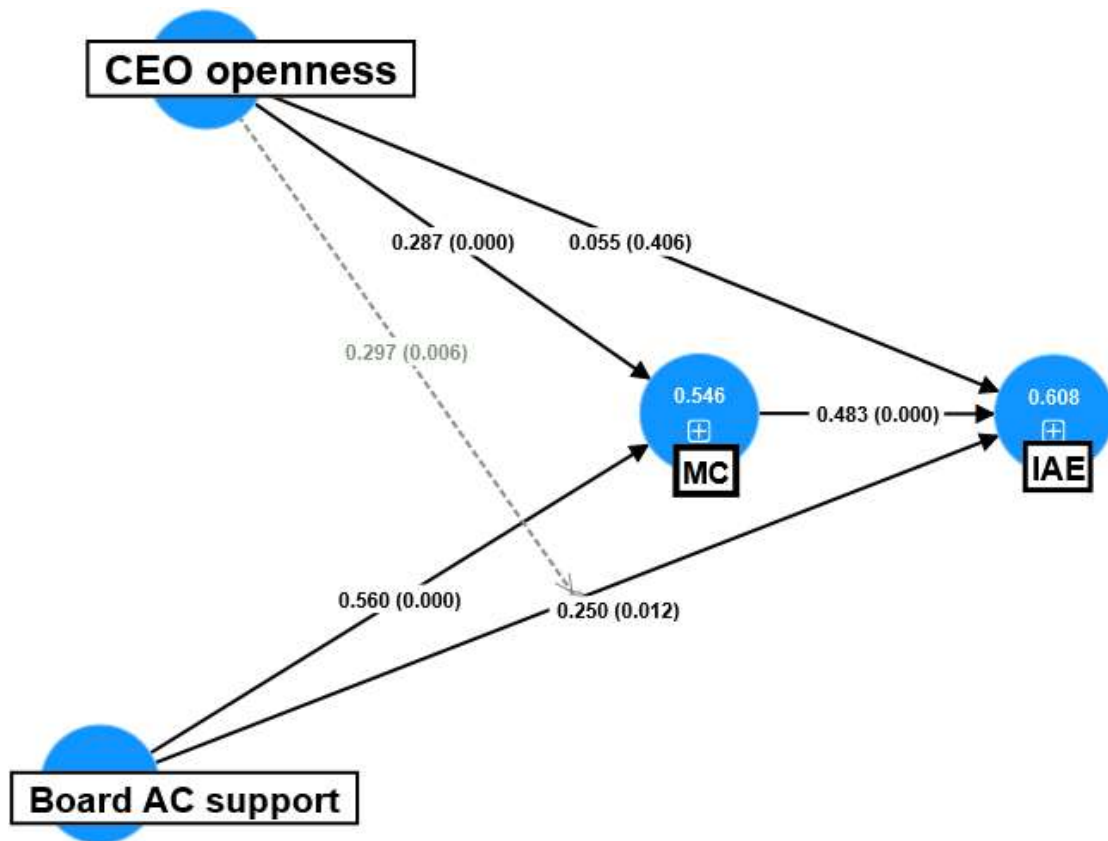 CEO openness
0.287 (0.000)
0.055 (0.406)
0.297 (0.006)
0.546
0.608
0.483 (0.000)
MC
IAE
0.560 (0.000)
0.250 (0.012)
Board AC support